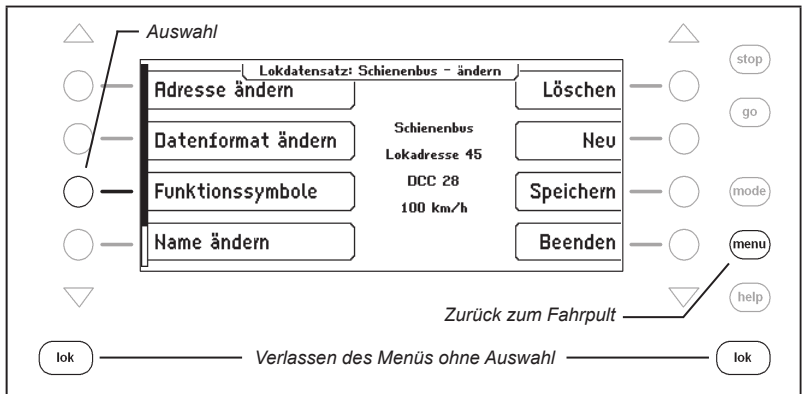 Auswahl
stop
Lokdatensatz: Schienenbus - ändern
Adresse ändern
Löschen
go
Datenformat ändern
Schienenbus
Neu
Lokadresse 45
Funktionssymbole
DCC 28
Speichern
mode
100 km/h
Name ändern
Beenden
menu
help
Zurück zum Fahrpult
lok
Verlassen des Menüs ohne Auswahl
lok